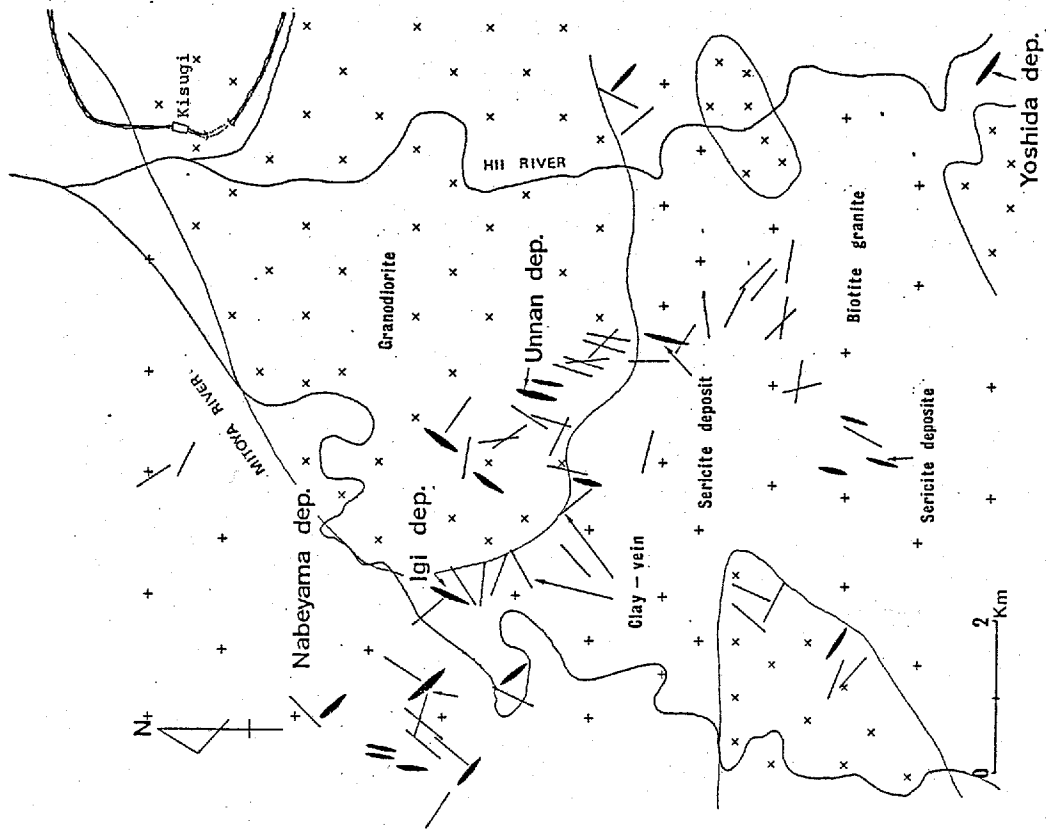 N
Kisugi
MITOYA RIVER.
HII RIVER
Granodiorite
Nabeyama dep.
Igi dep.
Unnan dep.
Clay - vein
Sericite deposit
Biotite granite
Sericite deposite
Yoshida dep.
0
2
Km